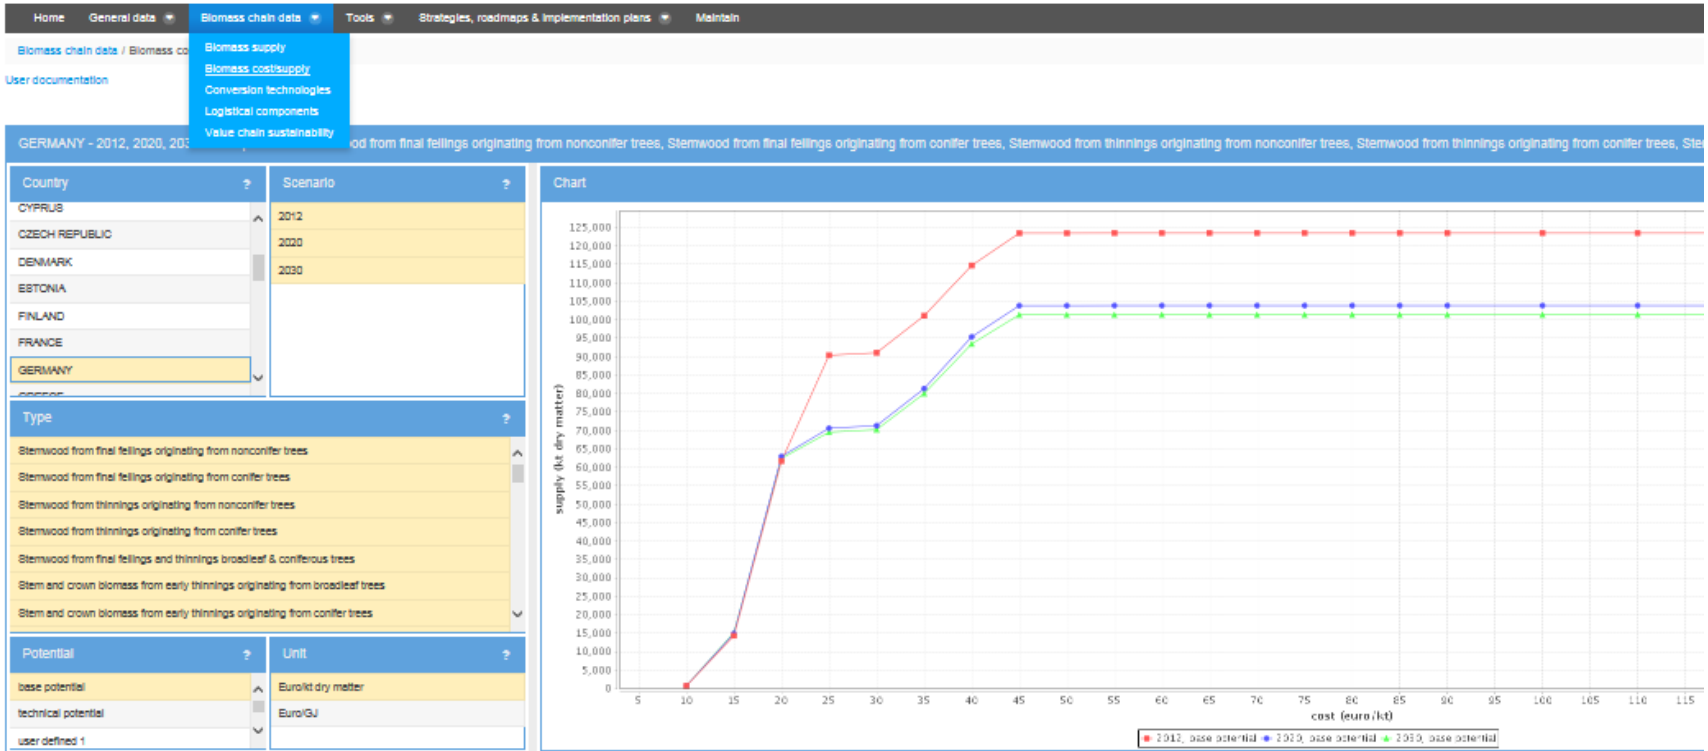 Home General data Biomass chain data Tools Strategies, roadmaps & Implementation plans Maintain
Biomass chain data / Biomass co
Biomass supply
Biomass cost/supply
Conversion technologies
Logistical components
Value chain sustainability
User documentation
GERMANY - 2012, 2020, 203 od from final fellings originating from nonconifer trees, Stemwood from final fellings originating from conifer trees, Stemwood from thinnings originating from nonconifer trees, Stemwood from thinnings originating from conifer trees, Ste
Country ?
CYPRUS
CZECH REPUBLIC
DENMARK
ESTONIA
FINLAND
FRANCE
GERMANY
Scenario ?
2012
2020
2030
Type ?
Stemwood from final fellings originating from nonconifer trees
Stemwood from final fellings originating from conifer trees
Stemwood from thinnings originating from nonconifer trees
Stemwood from thinnings originating from conifer trees
Stemwood from final fellings and thinnings broadleaf & coniferous trees
Stem and crown biomass from early thinnings originating from broadleaf trees
Stem and crown biomass from early thinnings originating from conifer trees
Potential ?
base potential
technical potential
user defined 1
Unit ?
Euro/kt dry matter
Euro/GJ
Chart
supply (kt dry matter)
125,000
120,000
115,000
110,000
105,000
100,000
95,000
90,000
85,000
80,000
75,000
70,000
65,000
60,000
55,000
50,000
45,000
40,000
35,000
30,000
25,000
20,000
15,000
10,000
5,000
0
5 10 15 20 25 30 35 40 45 50 55 60 65 70 75 80 85 90 95 100 105 110 115
cost (euro/kt)
2012, base potential 2020, base potential 2030, base potential